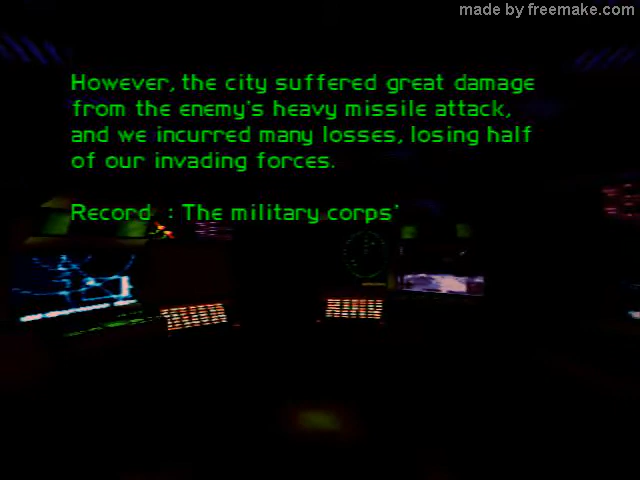 made by freemake.com
However, the city suffered great damage
from the enemy's heavy missile attack,
and we incurred many losses, losing half
of our invading forces.
Record : The military corps'